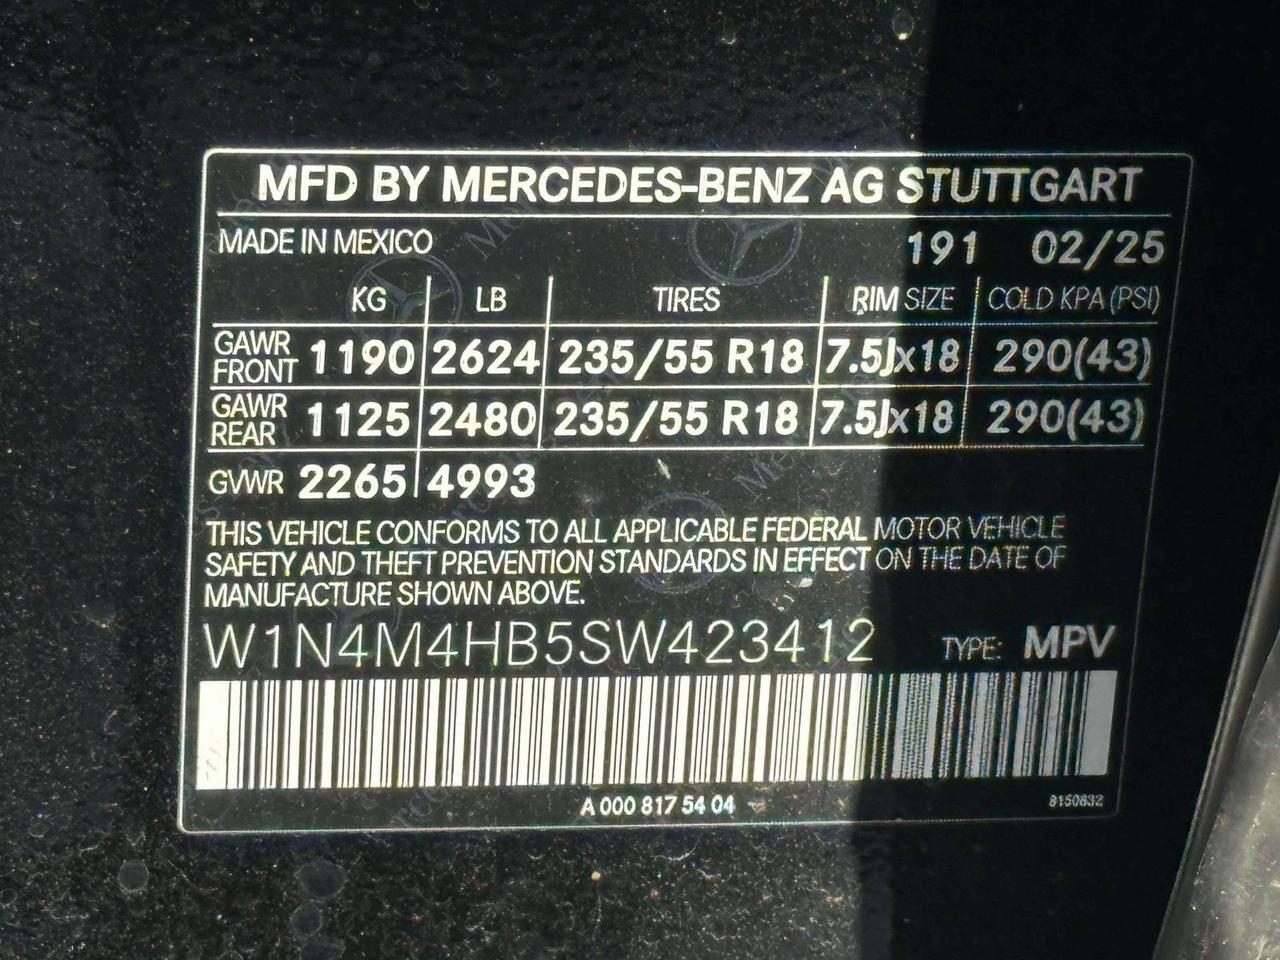 MFD BY MERCEDES-BENZ AG STUTTGART
MADE IN MEXICO 191 02/25
KG LB TIRES RIM SIZE COLD KPA (PSI)
GAWR FRONT 1190 2624 235/55 R18 7.5Jx18 290(43)
GAWR REAR 1125 2480 235/55 R18 7.5Jx18 290(43)
GVWR 2265 4993
THIS VEHICLE CONFORMS TO ALL APPLICABLE FEDERAL MOTOR VEHICLE
SAFETY AND THEFT PREVENTION STANDARDS IN EFFECT ON THE DATE OF
MANUFACTURE SHOWN ABOVE.
W1N4M4HB5SW423412 TYPE: MPV
A 000 817 54 04 8150832